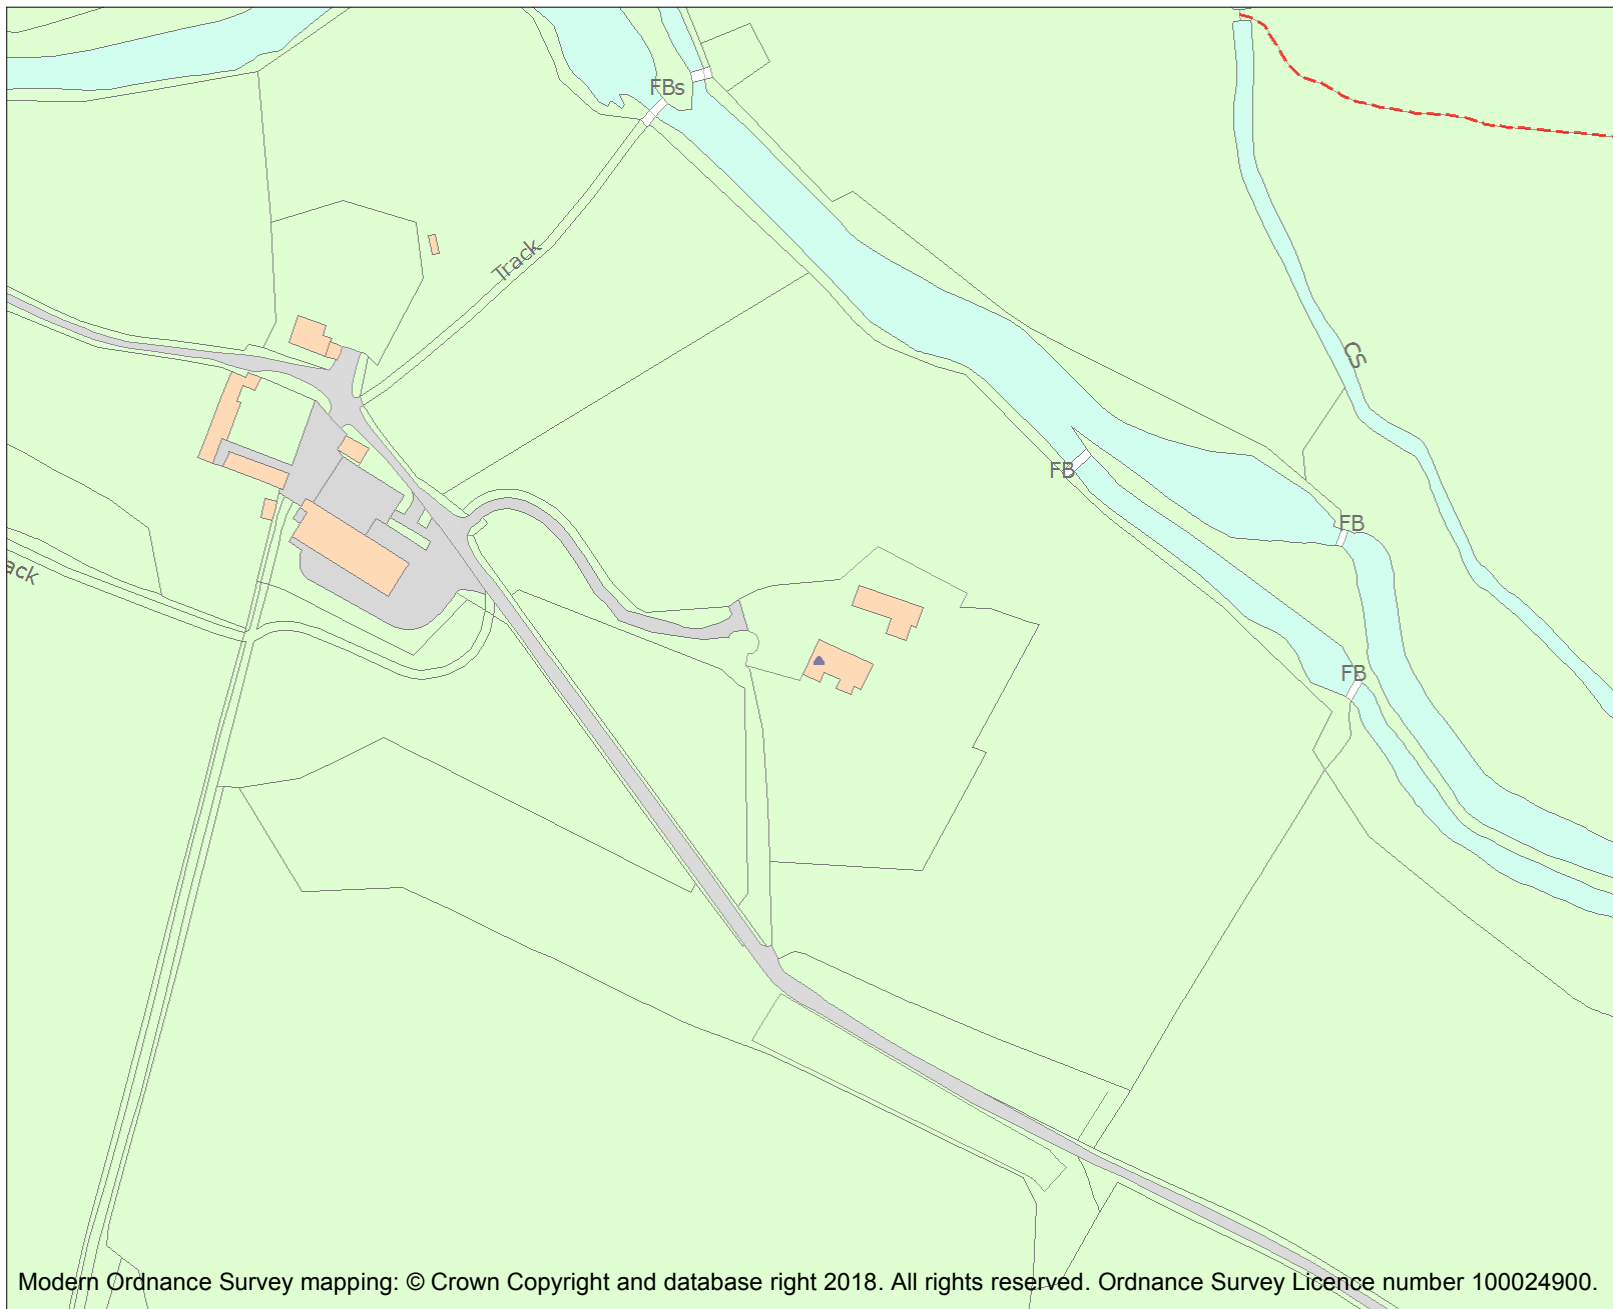 FBs
Track
CS
FB
FB
ack
FB
Modern Ordnance Survey mapping: © Crown Copyright and database right 2018. All rights reserved. Ordnance Survey Licence number 100024900.